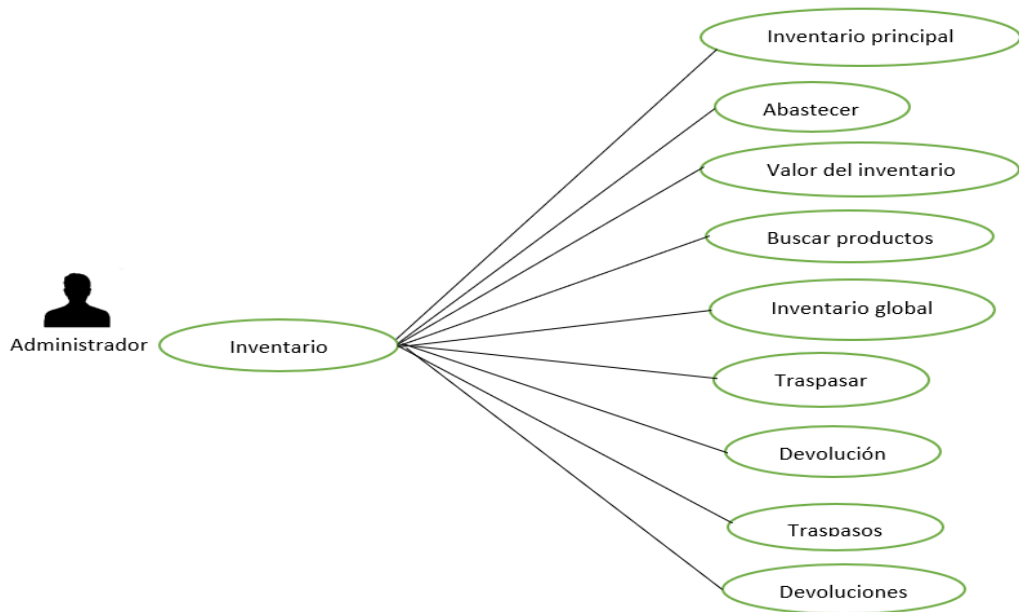 Inventario principal
Abastecer
Valor del inventario
Buscar productos
Inventario global
Administrador
Inventario
Traspasar
Devolución
Traspasos
Devoluciones